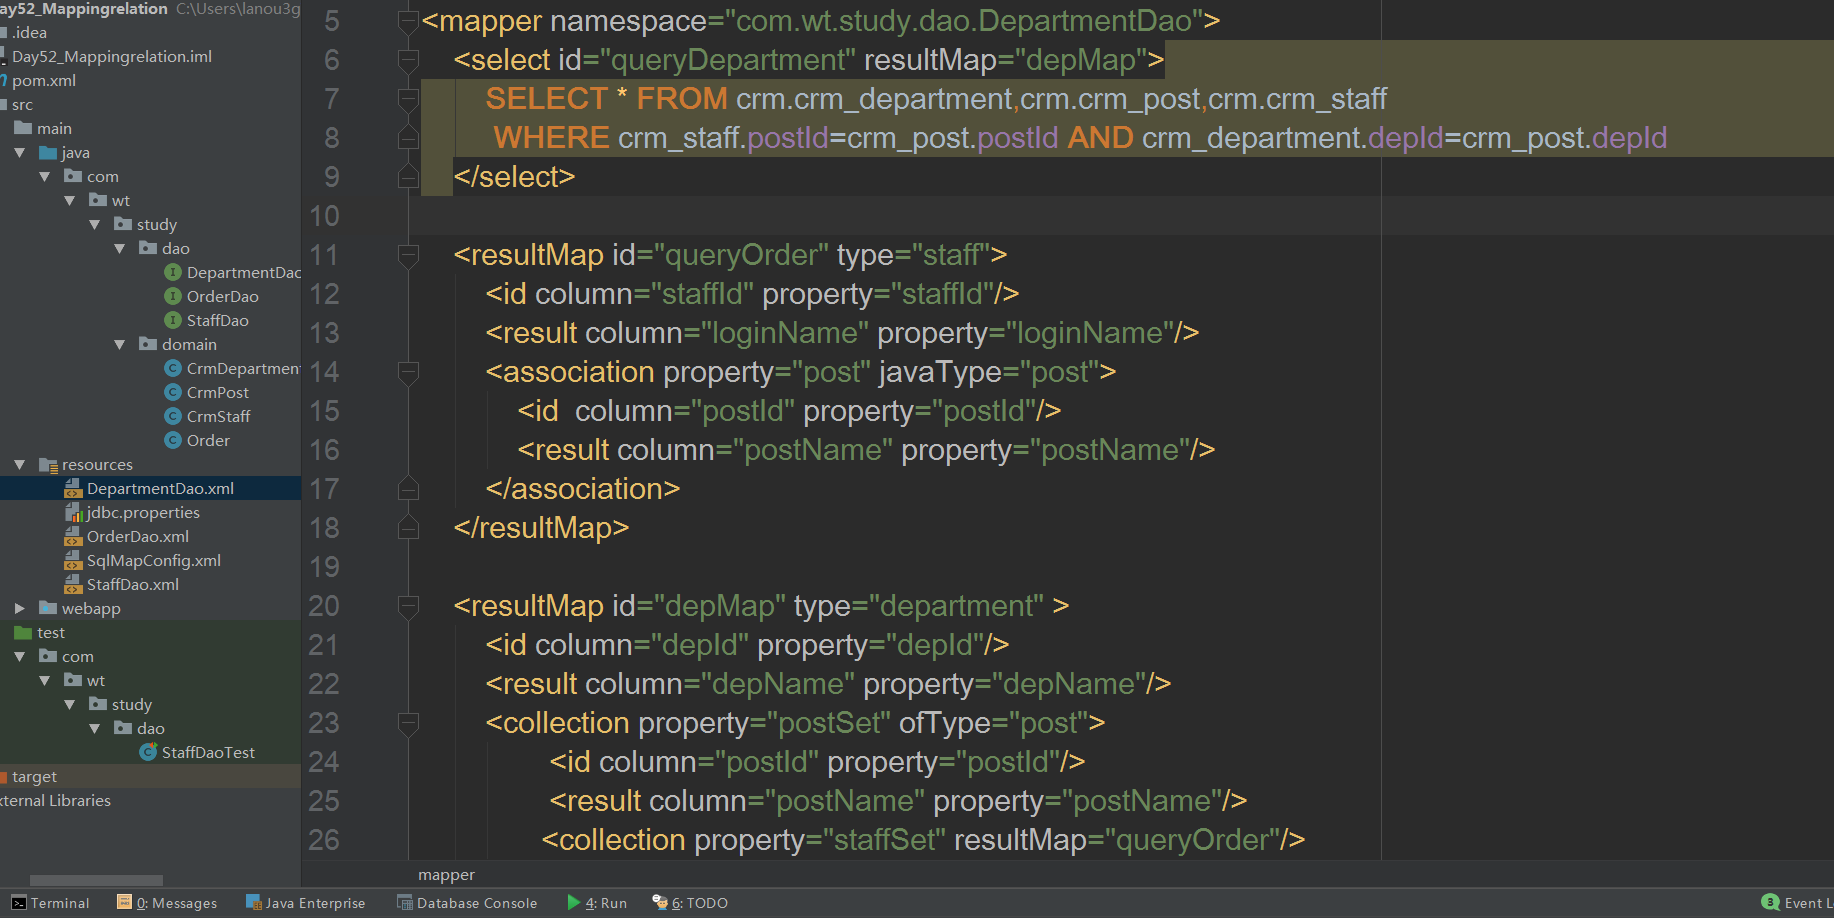 ay52_Mappingrelation C:\Users\lanou3g
.idea
Day52_Mappingrelation.iml
pom.xml
src
main
java
com
wt
study
dao
DepartmentDao
OrderDao
StaffDao
domain
CrmDepartment
CrmPost
CrmStaff
Order
resources
DepartmentDao.xml
jdbc.properties
OrderDao.xml
SqlMapConfig.xml
StaffDao.xml
webapp
test
com
wt
study
dao
StaffDaoTest
target
xternal Libraries
5 <mapper namespace="com.wt.study.dao.DepartmentDao">
6 <select id="queryDepartment" resultMap="depMap">
7 SELECT * FROM crm.crm_department,crm.crm_post,crm.crm_staff
8 WHERE crm_staff.postId=crm_post.postId AND crm_department.depId=crm_post.depId
9 </select>
10
11 <resultMap id="queryOrder" type="staff">
12 <id column="staffId" property="staffId"/>
13 <result column="loginName" property="loginName"/>
14 <association property="post" javaType="post">
15 <id  column="postId" property="postId"/>
16 <result column="postName" property="postName"/>
17 </association>
18 </resultMap>
19
20 <resultMap id="depMap" type="department" >
21 <id column="depId" property="depId"/>
22 <result column="depName" property="depName"/>
23 <collection property="postSet" ofType="post">
24 <id column="postId" property="postId"/>
25 <result column="postName" property="postName"/>
26 <collection property="staffSet" resultMap="queryOrder"/>
mapper
Terminal 0: Messages Java Enterprise Database Console 4: Run 6: TODO 3 Event L